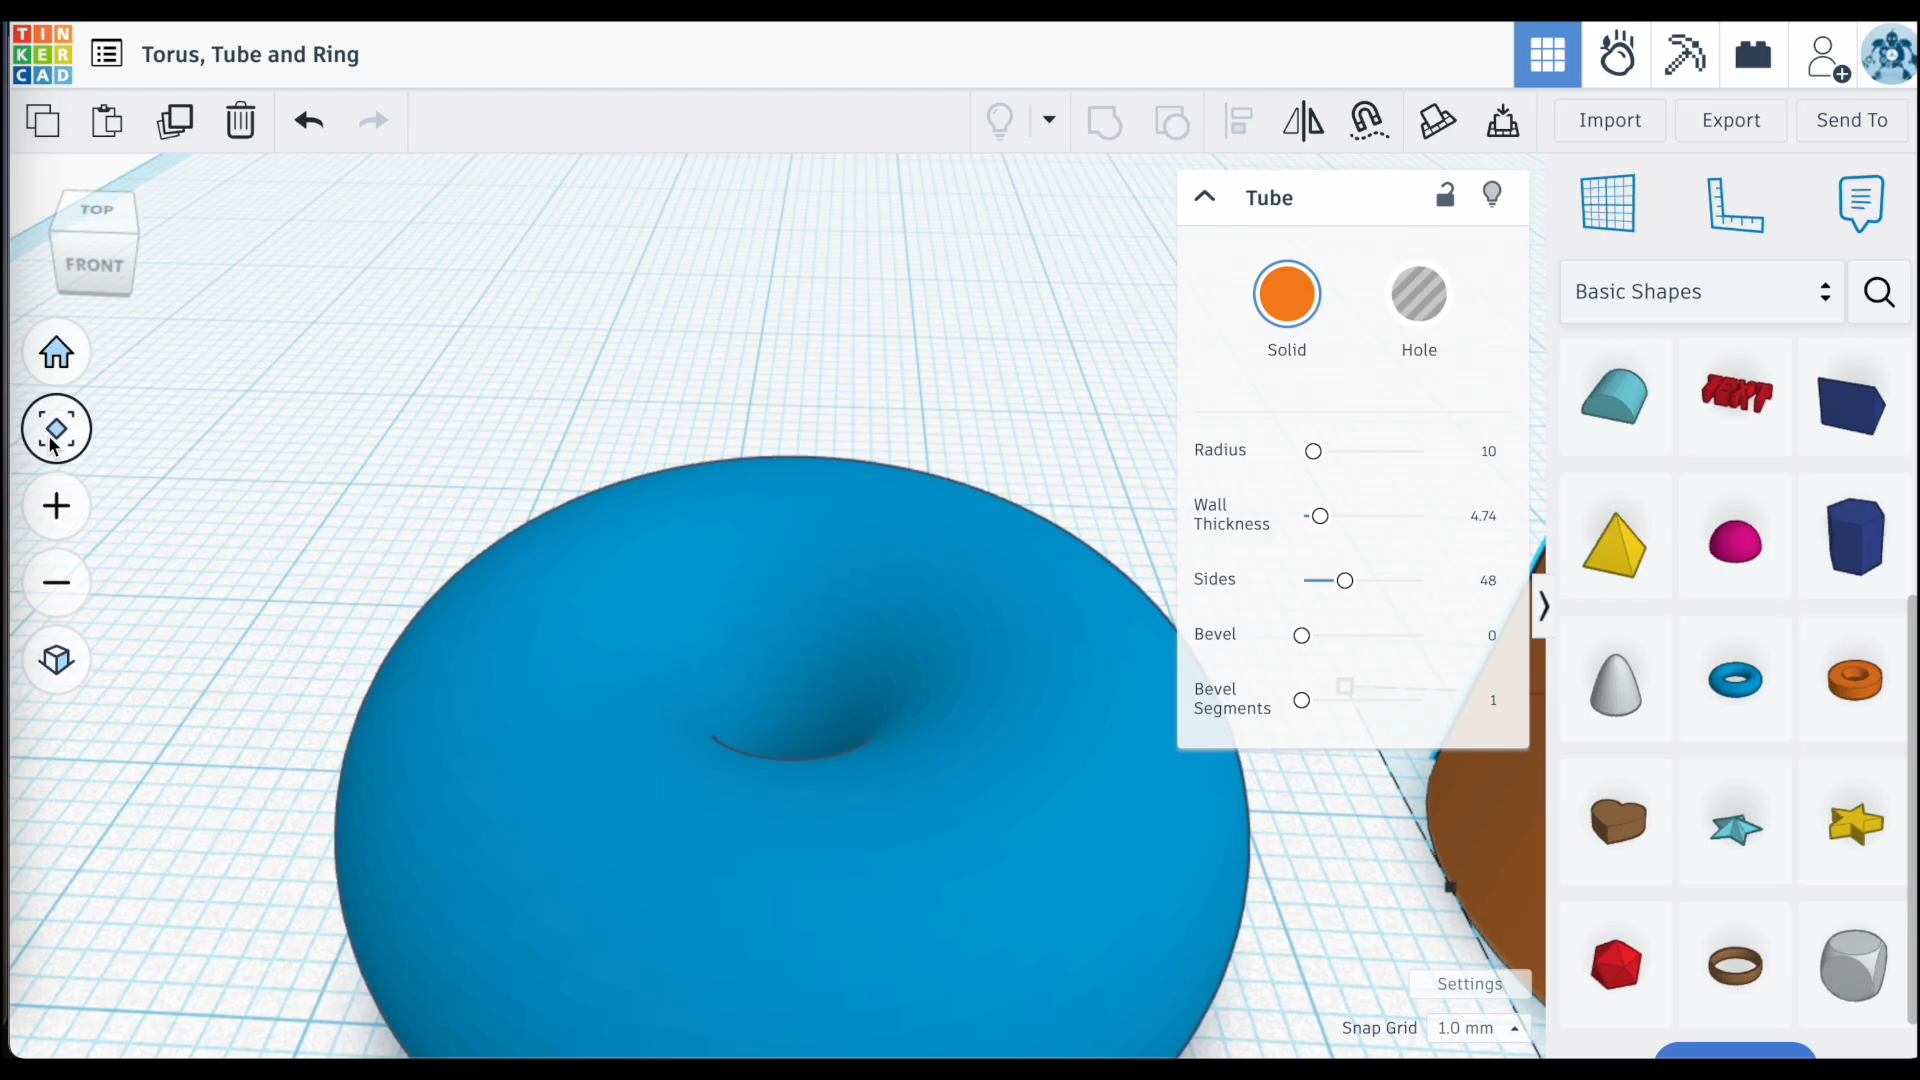 TIN
KER
CAD
Torus, Tube and Ring
Import
Export
Send To
TOP
FRONT
Tube
Solid
Hole
Radius
10
Wall
Thickness
4.74
Sides
48
Bevel
0
Bevel
Segments
1
Basic Shapes
TEXT
Settings
Snap Grid
1.0 mm